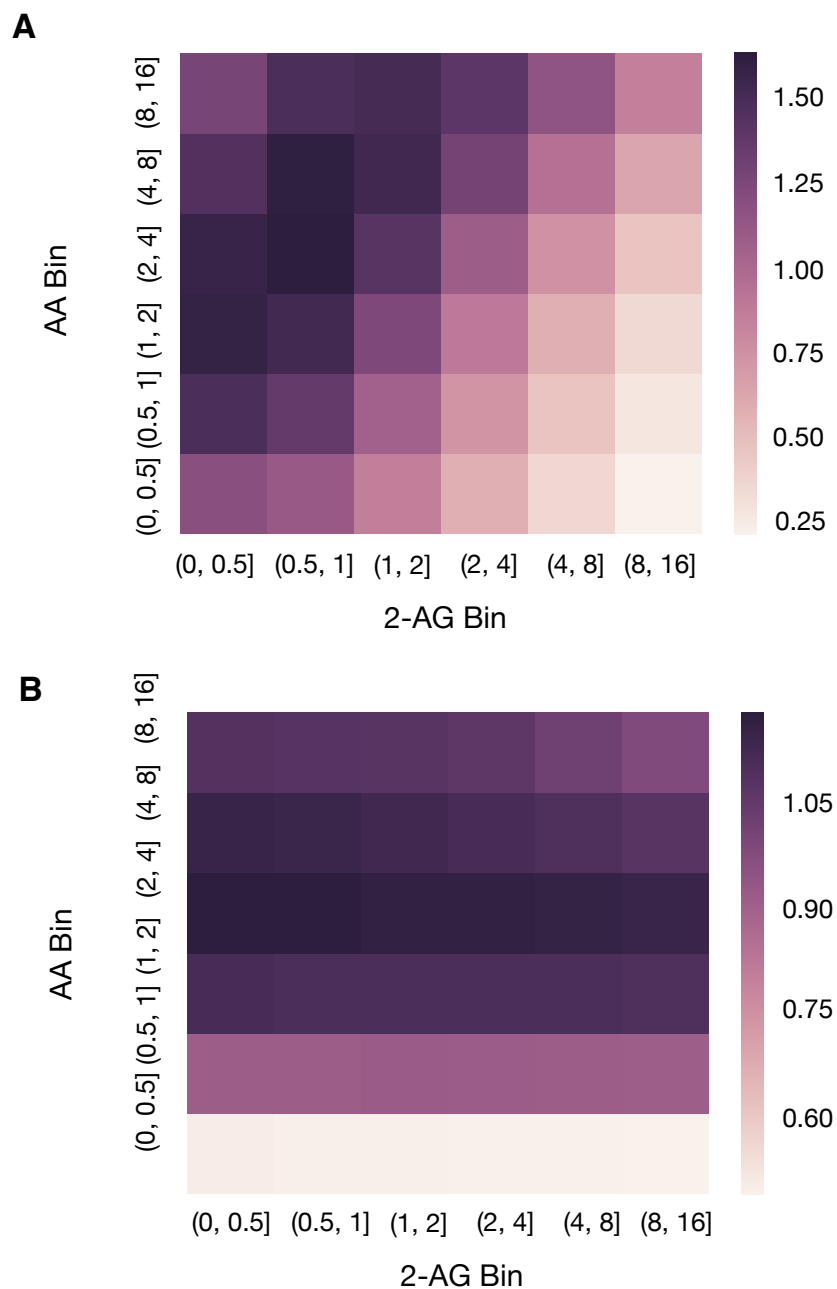 A
AA Bin
(8, 16]
(4, 8]
(2, 4]
(1, 2]
(0.5, 1]
(0, 0.5]
1.50
1.25
1.00
0.75
0.50
0.25
(0, 0.5] (0.5, 1] (1, 2] (2, 4] (4, 8] (8, 16]
2-AG Bin
B
AA Bin
(8, 16]
(4, 8]
(2, 4]
(1, 2]
(0.5, 1]
(0, 0.5]
1.05
0.90
0.75
0.60
(0, 0.5] (0.5, 1] (1, 2] (2, 4] (4, 8] (8, 16]
2-AG Bin